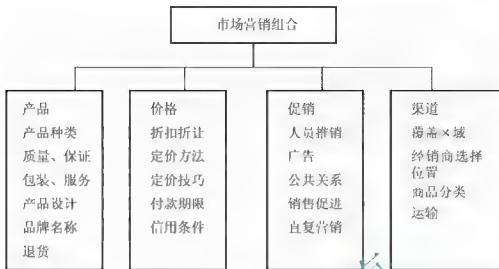 市场营销组合
产品
产品种类
质量、保证
包装、服务
产品设计
品牌名称
退货
价格
折扣折让
定价方法
定价技巧
付款期限
信用条件
促销
人员推销
广告
公共关系
销售促进
直复营销
渠道
覆盖区域
经销商选择
位置
商品分类
运输